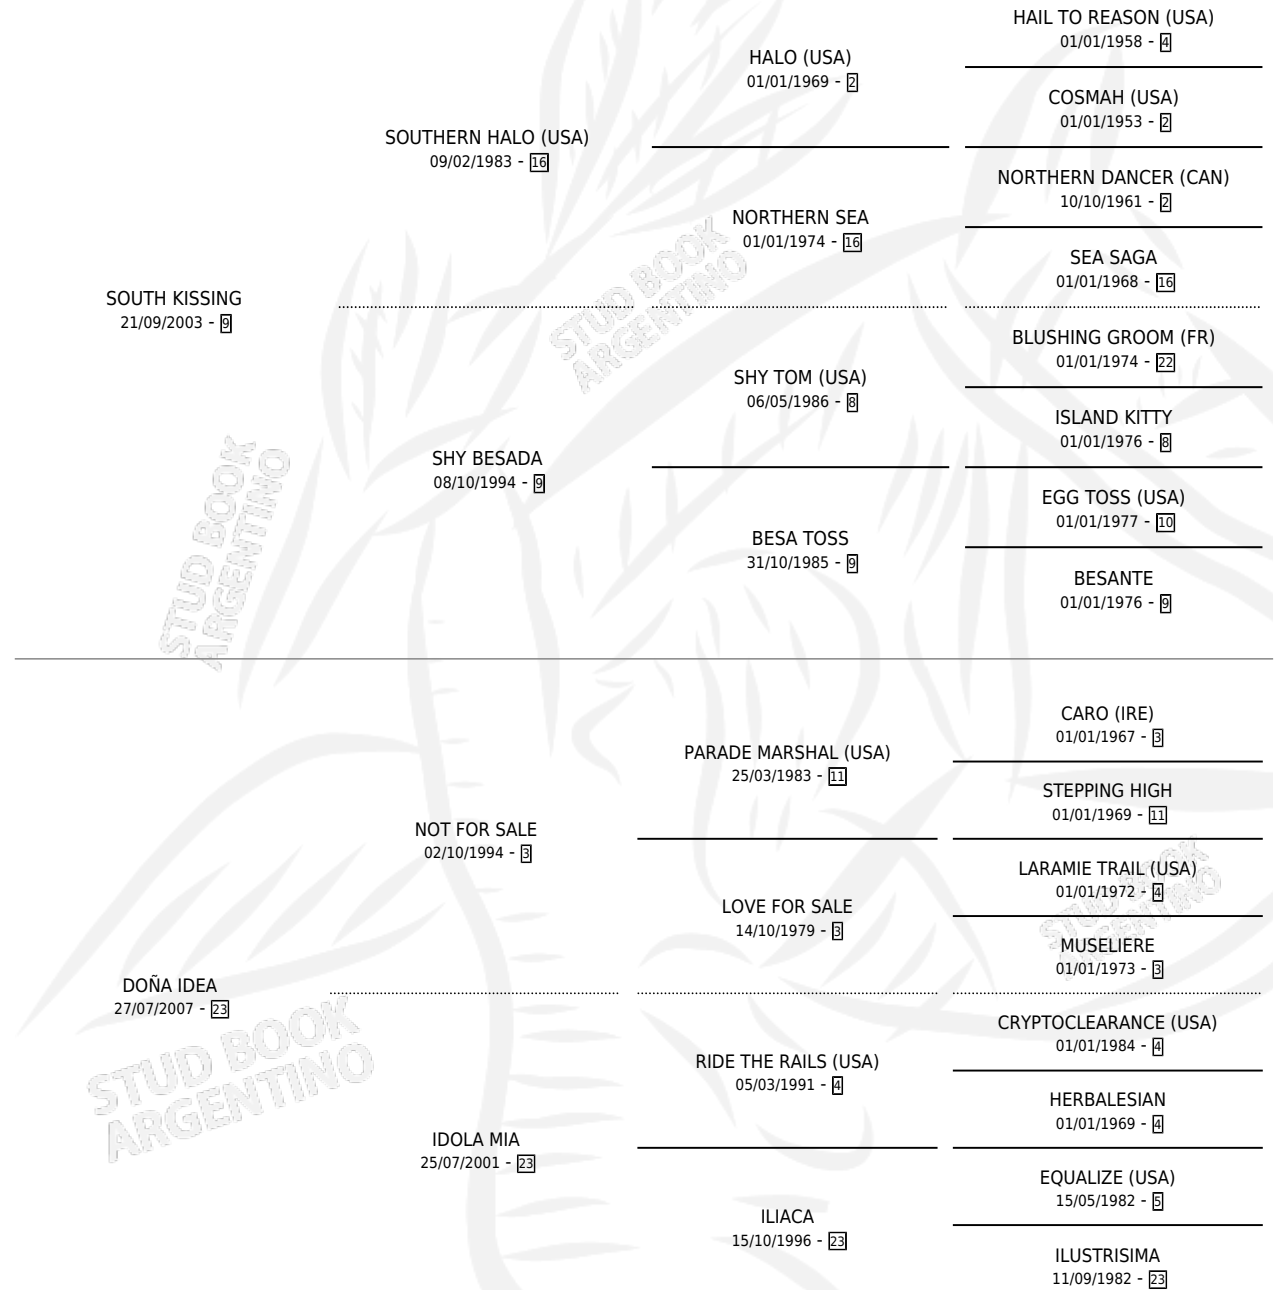 HAIL TO REASON (USA)
01/01/1958 - 4
HALO (USA)
01/01/1969 - 2
COSMAH (USA)
01/01/1953 - 2
SOUTHERN HALO (USA)
09/02/1983 - 16
NORTHERN DANCER (CAN)
10/10/1961 - 2
NORTHERN SEA
01/01/1974 - 16
SEA SAGA
01/01/1968 - 16
SOUTH KISSING
21/09/2003 - 9
STUD BOOK
ARGENTINO
BLUSHING GROOM (FR)
01/01/1974 - 22
SHY TOM (USA)
06/05/1986 - 8
ISLAND KITTY
01/01/1976 - 8
SHY BESADA
08/10/1994 - 9
EGG TOSS (USA)
01/01/1977 - 10
BESA TOSS
31/10/1985 - 9
BESANTE
01/01/1976 - 9
STUD BOOK
ARGENTINO
CARO (IRE)
01/01/1967 - 3
PARADE MARSHAL (USA)
25/03/1983 - 11
STEPPING HIGH
01/01/1969 - 11
NOT FOR SALE
02/10/1994 - 3
LARAMIE TRAIL (USA)
01/01/1972 - 4
LOVE FOR SALE
14/10/1979 - 3
MUSELIERE
01/01/1973 - 3
STUD BOOK
ARGENTINO
DOÑA IDEA
27/07/2007 - 23
CRYPTOCLEARANCE (USA)
01/01/1984 - 4
RIDE THE RAILS (USA)
05/03/1991 - 4
HERBALESIAN
01/01/1969 - 4
STUD BOOK
ARGENTINO
IDOLA MIA
25/07/2001 - 23
EQUALIZE (USA)
15/05/1982 - 5
ILIACA
15/10/1996 - 23
ILUSTRISIMA
11/09/1982 - 23